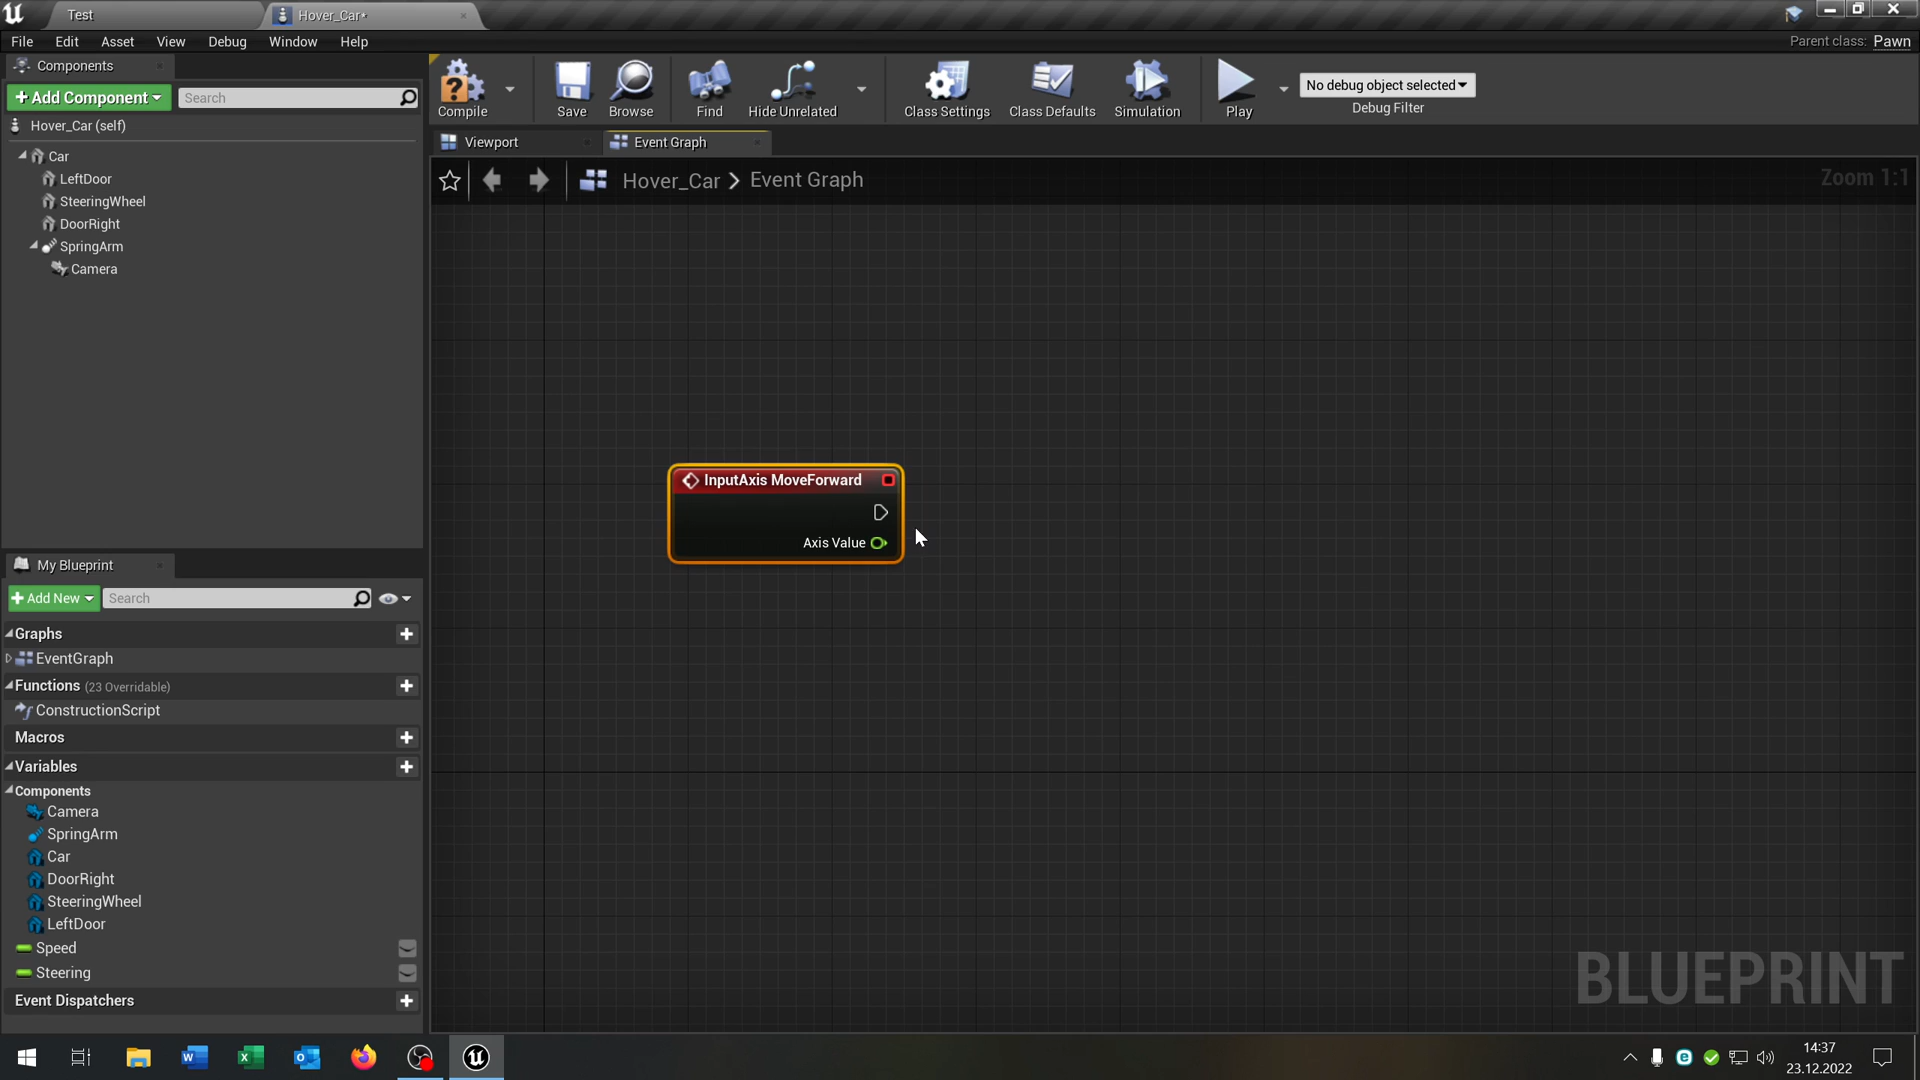 Test
Hover_Car*
File Edit Asset View Debug Window Help
Parent class: Pawn
Components
Add Component
Search
Hover_Car (self)
Car
LeftDoor
SteeringWheel
DoorRight
SpringArm
Camera
Compile
Save
Browse
Find
Hide Unrelated
Class Settings
Class Defaults
Simulation
Play
No debug object selected
Debug Filter
Viewport
Event Graph
Hover_Car > Event Graph
Zoom 1:1
InputAxis MoveForward
Axis Value
My Blueprint
Add New
Search
Graphs
EventGraph
Functions (23 Overridable)
ConstructionScript
Macros
Variables
Components
Camera
SpringArm
Car
DoorRight
SteeringWheel
LeftDoor
Speed
Steering
Event Dispatchers
BLUEPRINT
14:37
23.12.2022